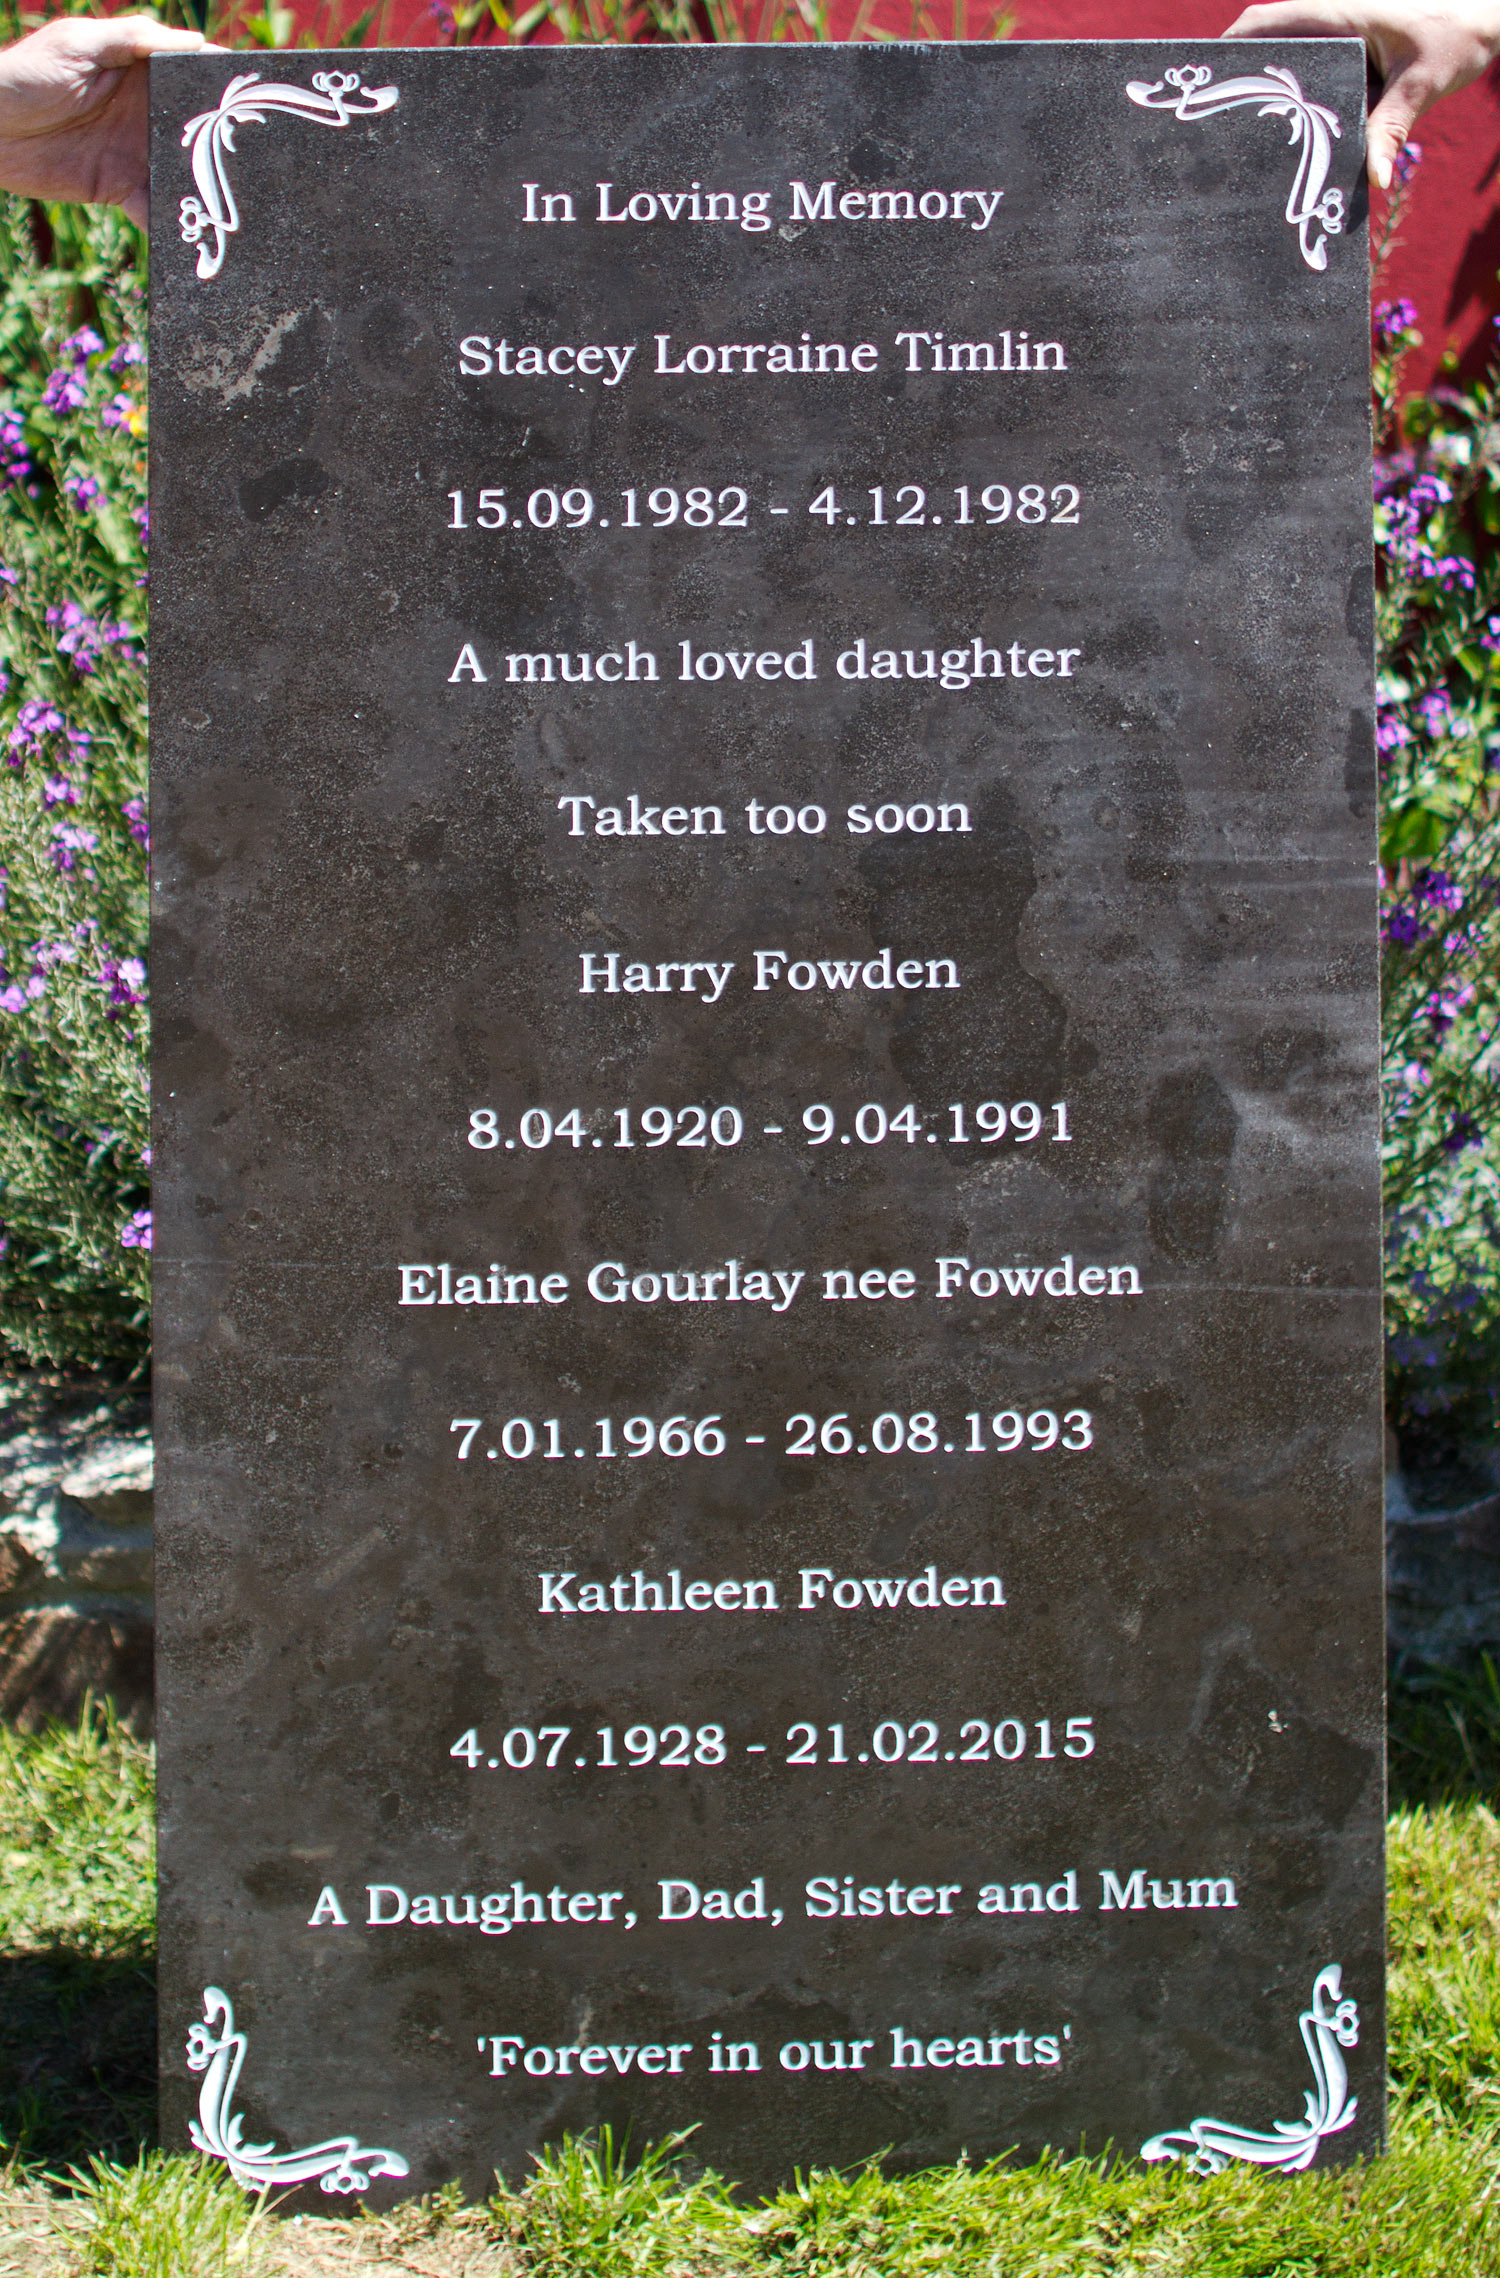 In Loving Memory
Stacey Lorraine Timlin
15.09.1982 - 4.12.1982
A much loved daughter
Taken too soon
Harry Fowden
8.04.1920 - 9.04.1991
Elaine Gourlay nee Fowden
7.01.1966 - 26.08.1993
Kathleen Fowden
4.07.1928 - 21.02.2015
A Daughter, Dad, Sister and Mum
'Forever in our hearts'